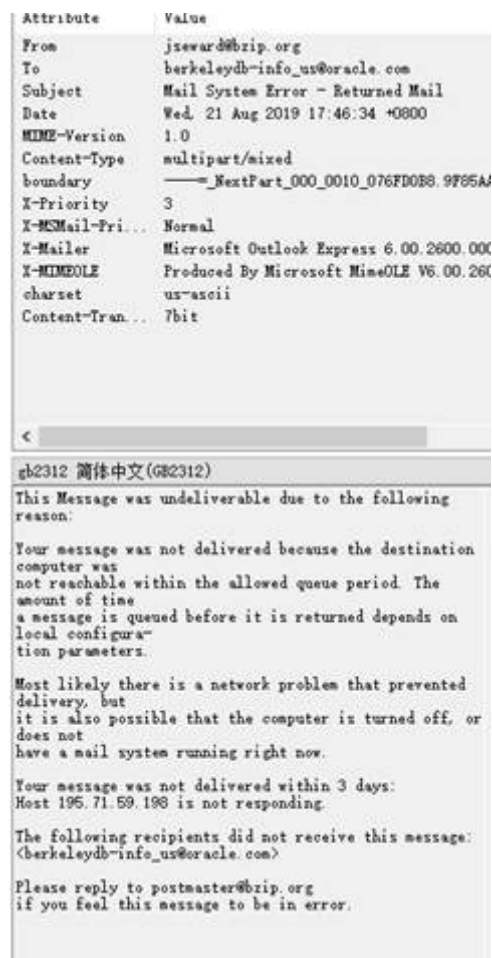 Attribute Value
From jseward@bzip.org
To berkeleydb-info_us@oracle.com
Subject Mail System Error - Returned Mail
Date Wed, 21 Aug 2019 17:46:34 +0800
MIME-Version 1.0
Content-Type multipart/mixed
boundary ----=_NextPart_000_0010_076FD0B8.9F85AA
X-Priority 3
X-MSMail-Pri... Normal
X-Mailer Microsoft Outlook Express 6.00.2600.000
X-MIMEOLE Produced By Microsoft MimeOLE V6.00.260
charset us-ascii
Content-Tran... 7bit
gb2312 简体中文(GB2312)
This Message was undeliverable due to the following
reason:
Your message was not delivered because the destination
computer was
not reachable within the allowed queue period. The
amount of time
a message is queued before it is returned depends on
local configura-
tion parameters.
Most likely there is a network problem that prevented
delivery, but
it is also possible that the computer is turned off, or
does not
have a mail system running right now.
Your message was not delivered within 3 days:
Host 195.71.59.198 is not responding.
The following recipients did not receive this message:
<berkeleydb-info_us@oracle.com>
Please reply to postmaster@bzip.org
if you feel this message to be in error.